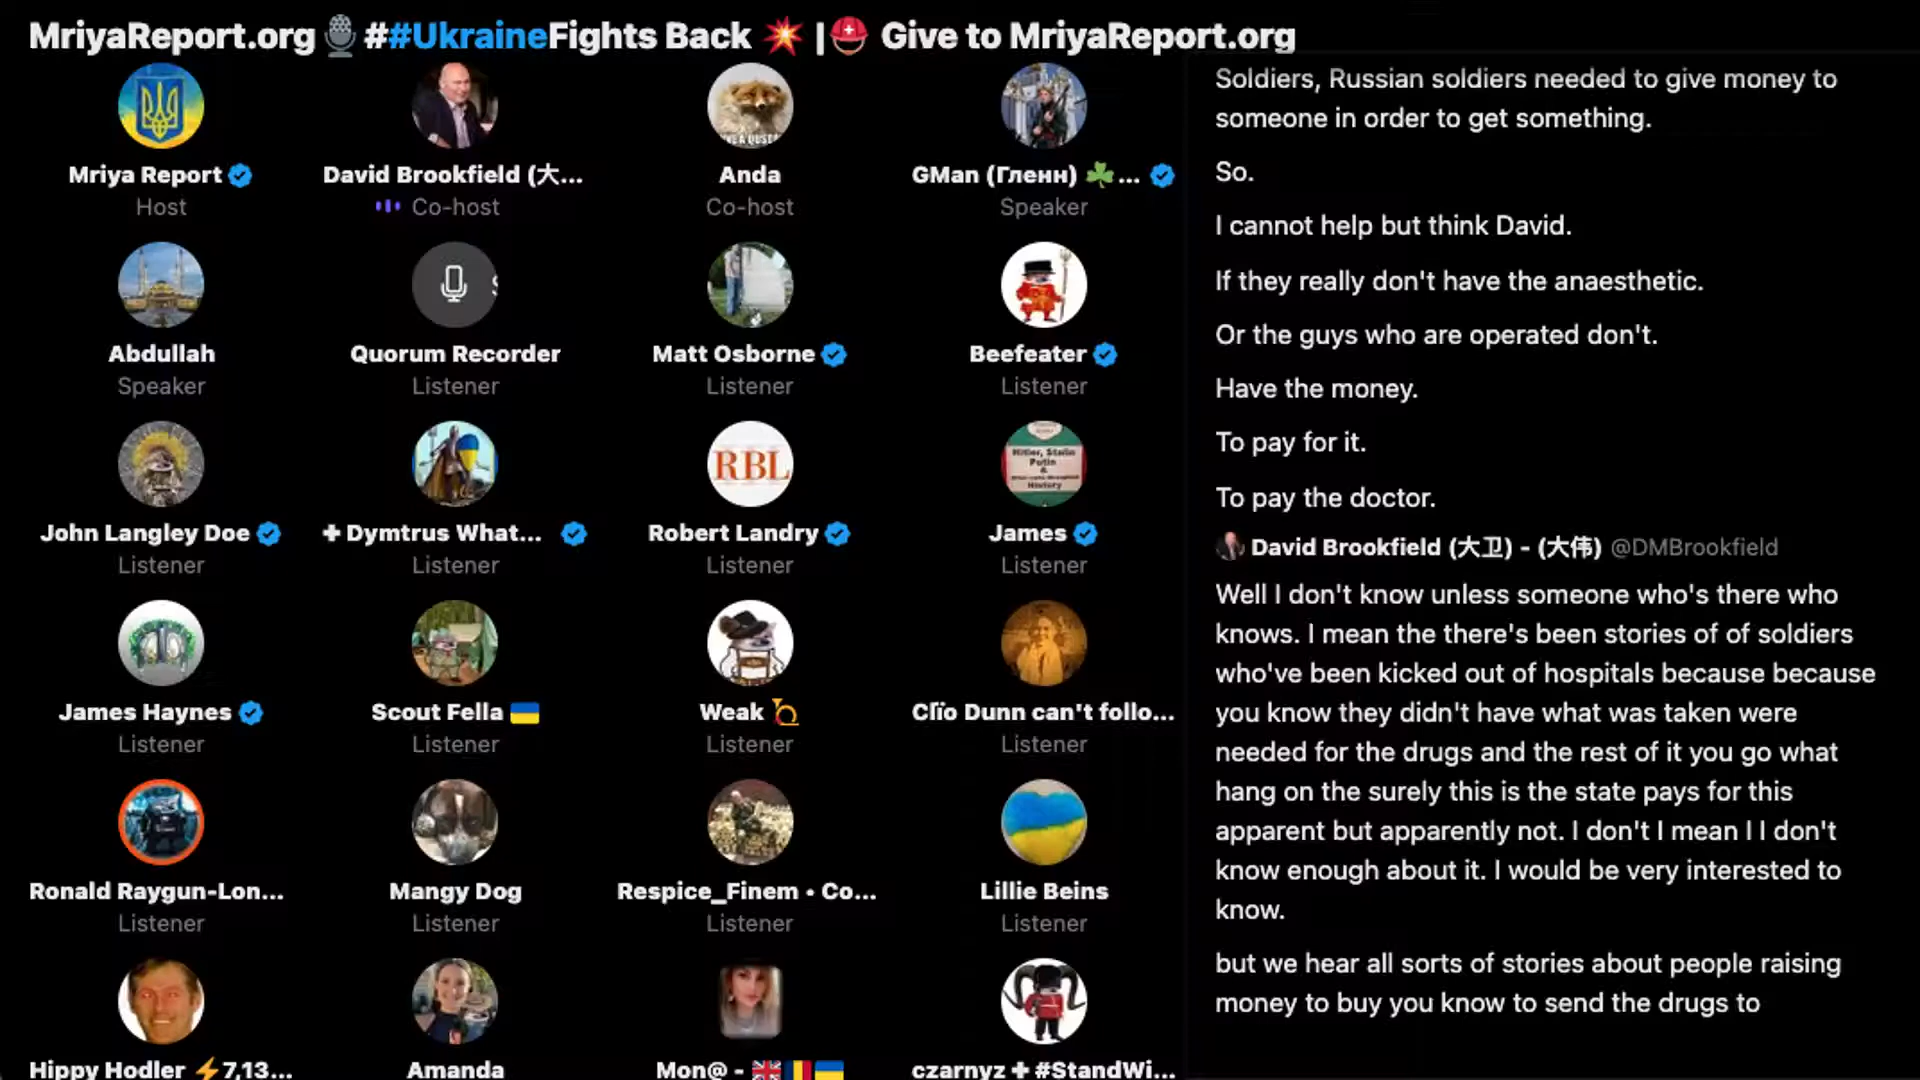 MriyaReport.org🎙️##UkraineFights Back 💥 |⛑️ Give to MriyaReport.org
Mriya Report
Host
David Brookfield (大...
Co-host
Anda
Co-host
GMan (Гленн) ☘️...
Speaker
Abdullah
Speaker
Quorum Recorder
Listener
Matt Osborne
Listener
Beefeater
Listener
RBL
Hitler, Stalin
Putin
&
History
John Langley Doe
Listener
✚ Dymtrus What...
Listener
Robert Landry
Listener
James
Listener
James Haynes
Listener
Scout Fella 🇺🇦
Listener
Weak 📯
Listener
Clïo Dunn can't follo...
Listener
Ronald Raygun-Lon...
Listener
Mangy Dog
Listener
Respice_Finem • Co...
Listener
Lillie Beins
Listener
Hippy Hodler ⚡7,13...
Amanda
Mon@ - 🇬🇧🇷🇴🇺🇦
czarnyz ✚ #StandWi...
Soldiers, Russian soldiers needed to give money to
someone in order to get something.
So.
I cannot help but think David.
If they really don't have the anaesthetic.
Or the guys who are operated don't.
Have the money.
To pay for it.
To pay the doctor.
David Brookfield (大卫) - (大伟) @DMBrookfield
Well I don't know unless someone who's there who
knows. I mean the there's been stories of of soldiers
who've been kicked out of hospitals because because
you know they didn't have what was taken were
needed for the drugs and the rest of it you go what
hang on the surely this is the state pays for this
apparent but apparently not. I don't I mean I I don't
know enough about it. I would be very interested to
know.
but we hear all sorts of stories about people raising
money to buy you know to send the drugs to